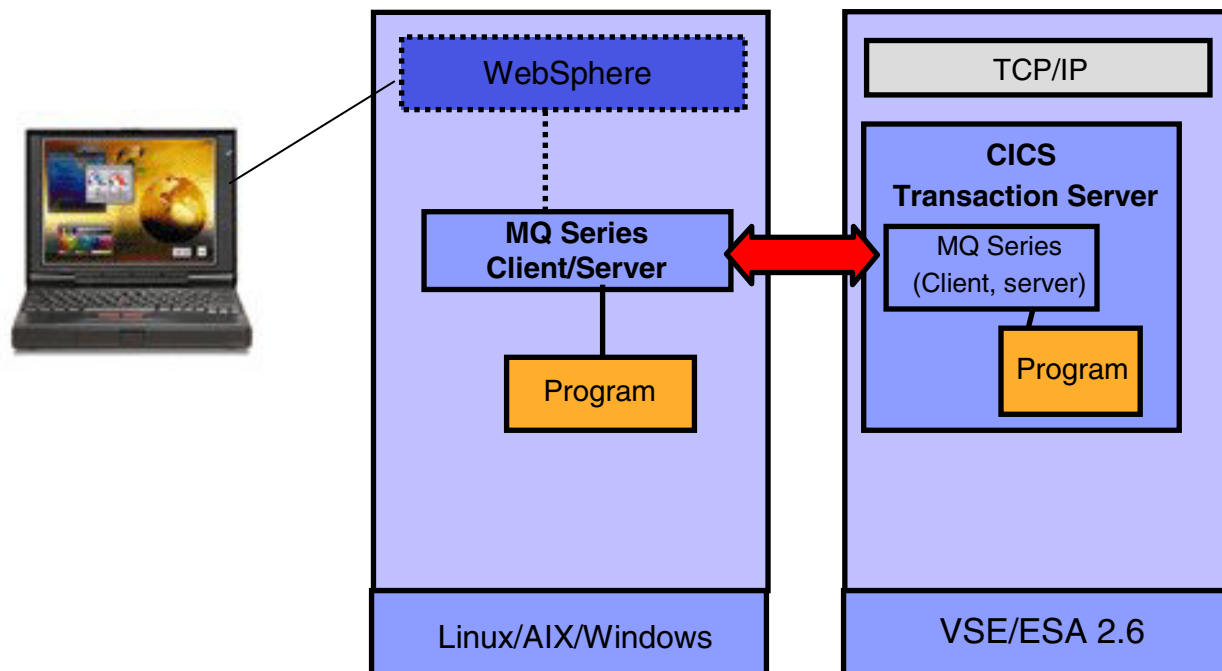 WebSphere
MQ Series
Client/Server
Program
Linux/AIX/Windows
TCP/IP
CICS
Transaction Server
MQ Series
(Client, server)
Program
VSE/ESA 2.6